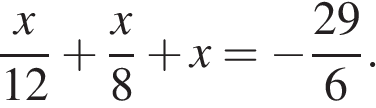 x/12 + x/8 + x = −29/6.